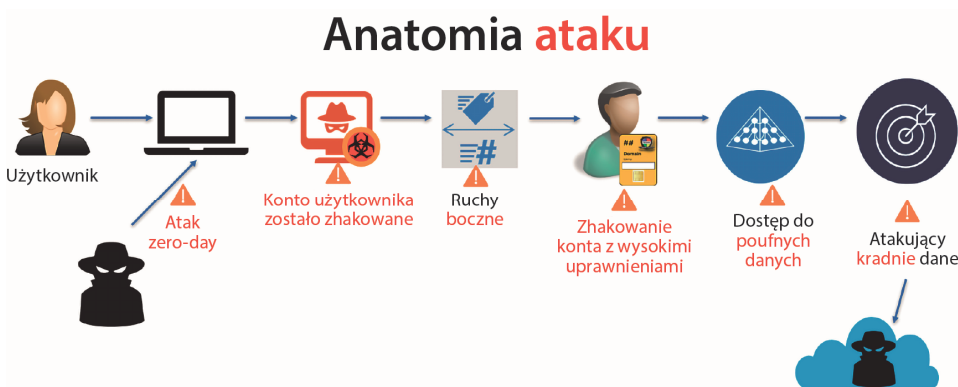 Anatomia ataku
Użytkownik
Atak
zero-day
Konto użytkownika
zostało zhakowane
#
Ruchy
boczne
##
Domain
Zhakowanie
konta z wysokimi
uprawnieniami
Dostęp do
poufnych
danych
Atakujący
kradnie dane